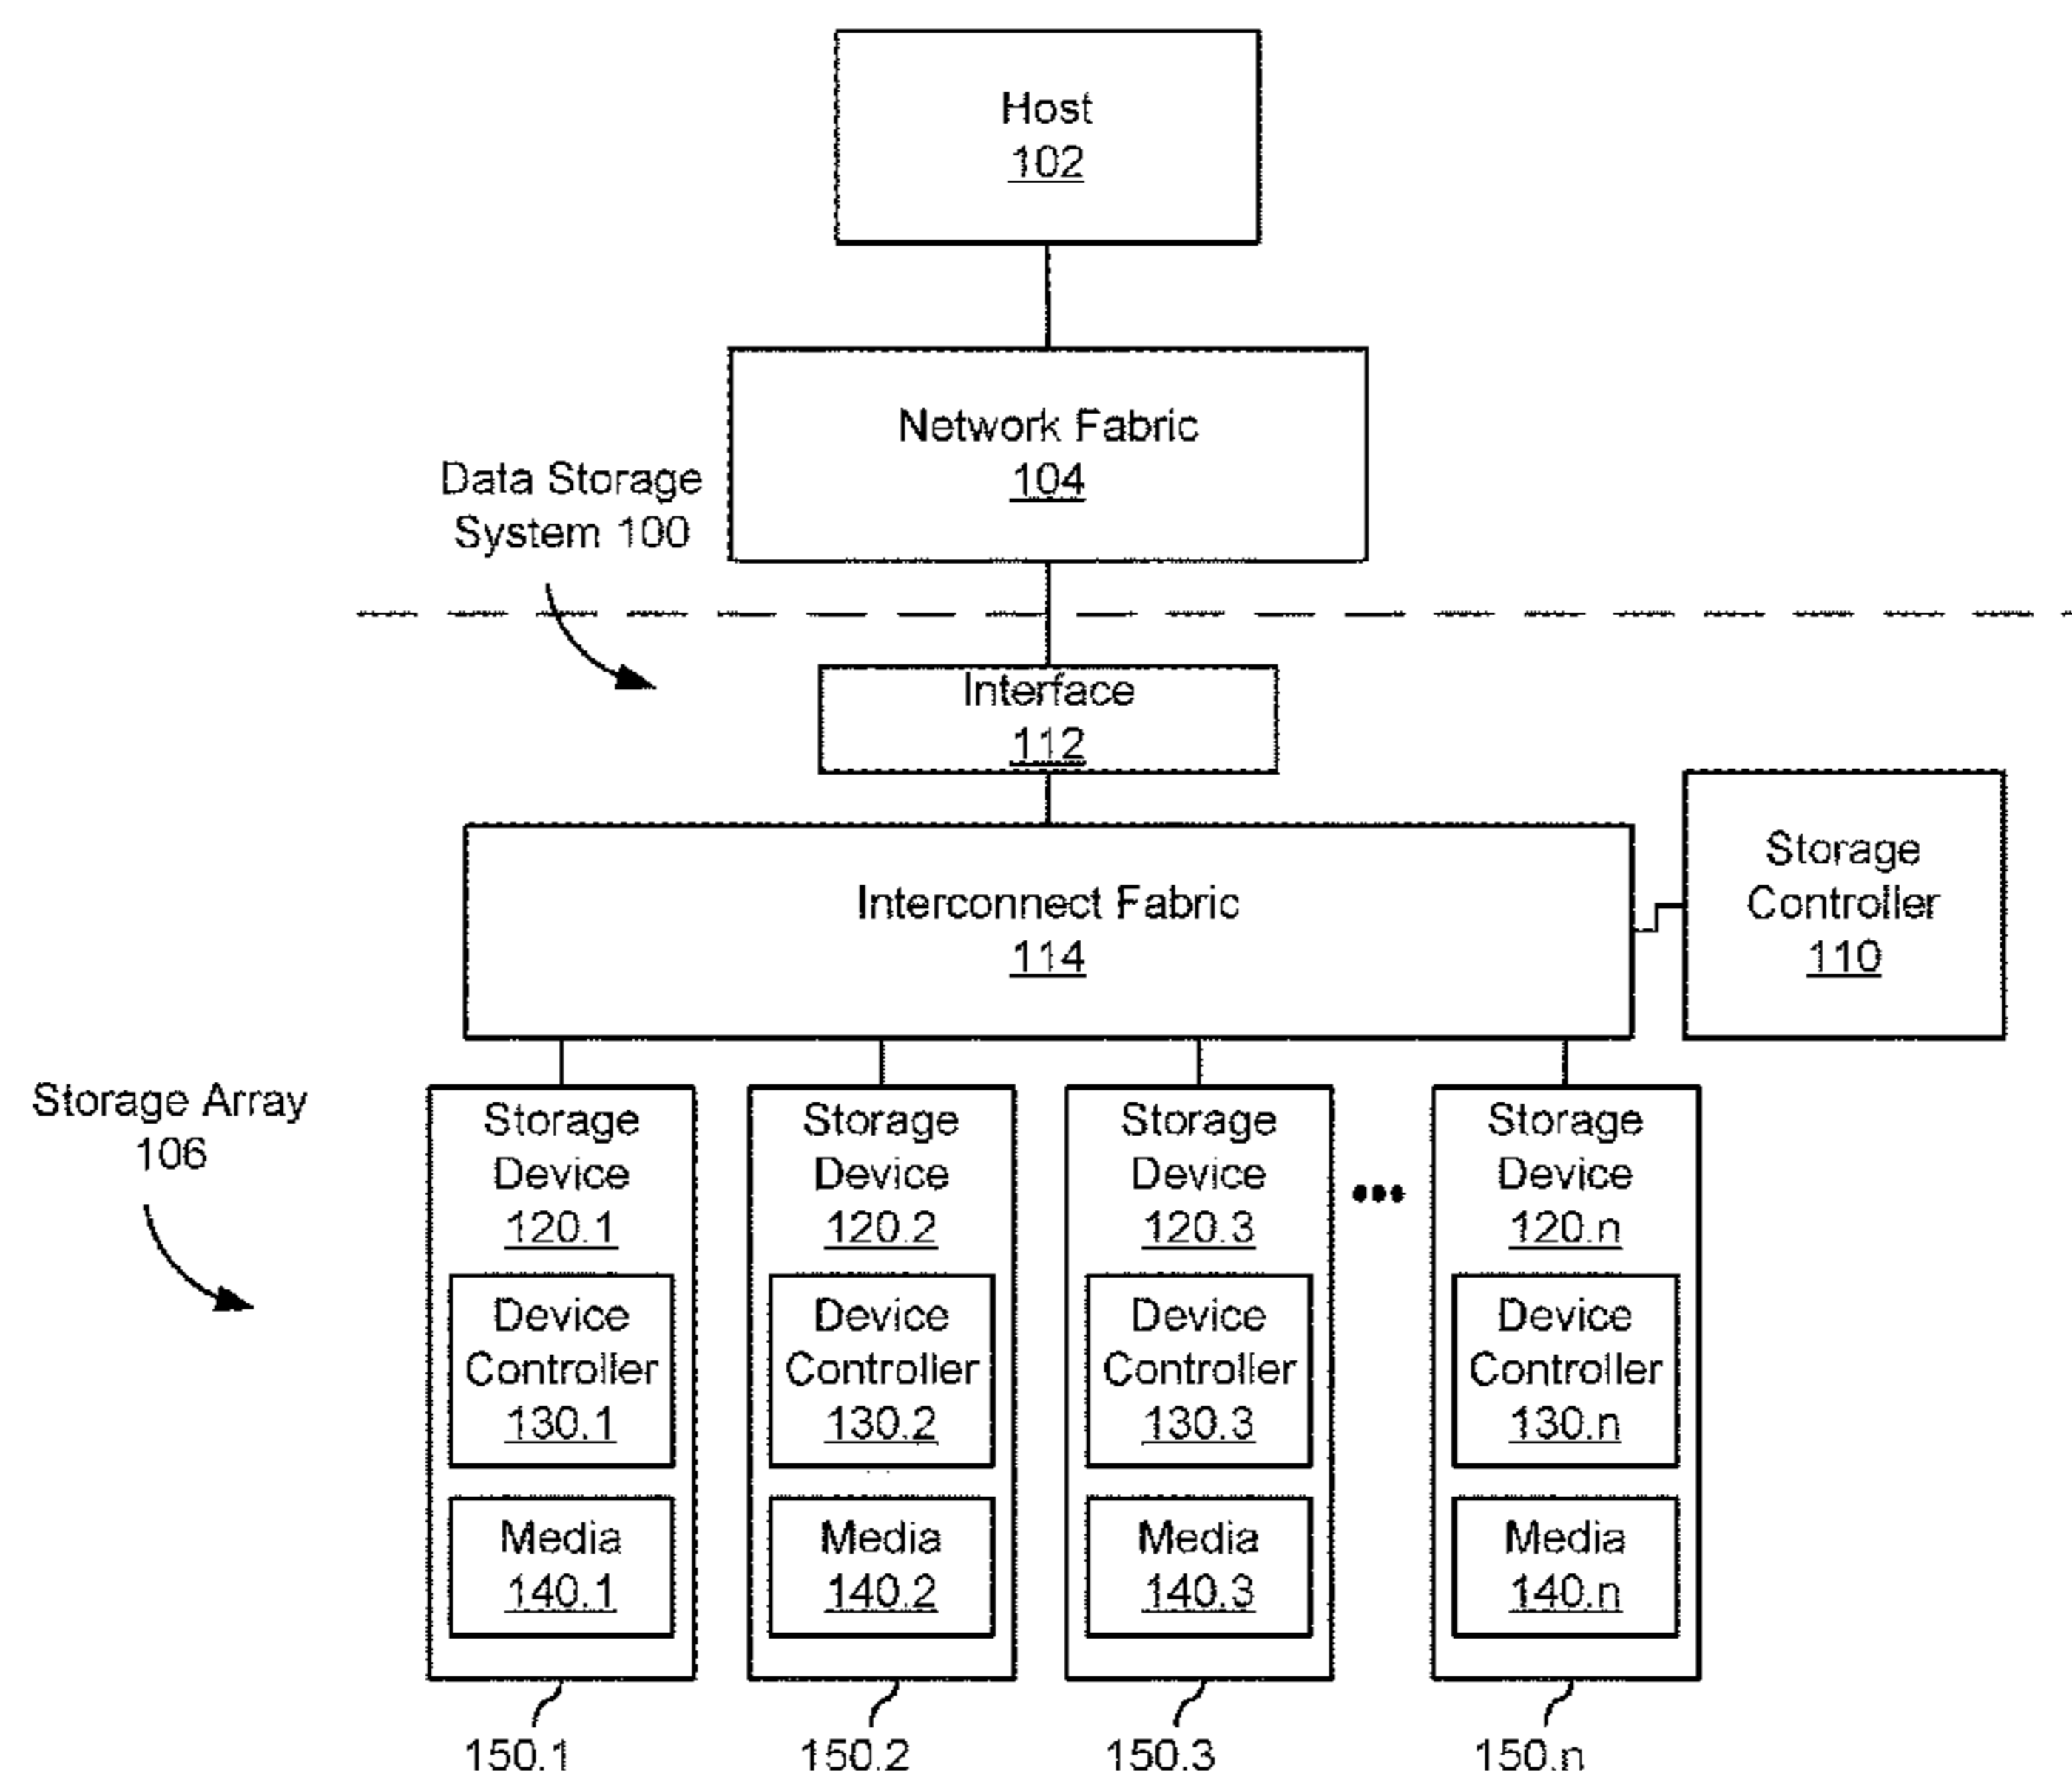 Host
102
Network Fabric
104
Data Storage
System 100
Interface
112
Interconnect Fabric
114
Storage
Controller
110
Storage Array
106
Storage
Device
120.1
Device
Controller
130.1
Media
140.1
150.1
Storage
Device
120.2
Device
Controller
130.2
Media
140.2
150.2
Storage
Device
120.3
Device
Controller
130.3
Media
140.3
150.3
•••
Storage
Device
120.n
Device
Controller
130.n
Media
140.n
150.n